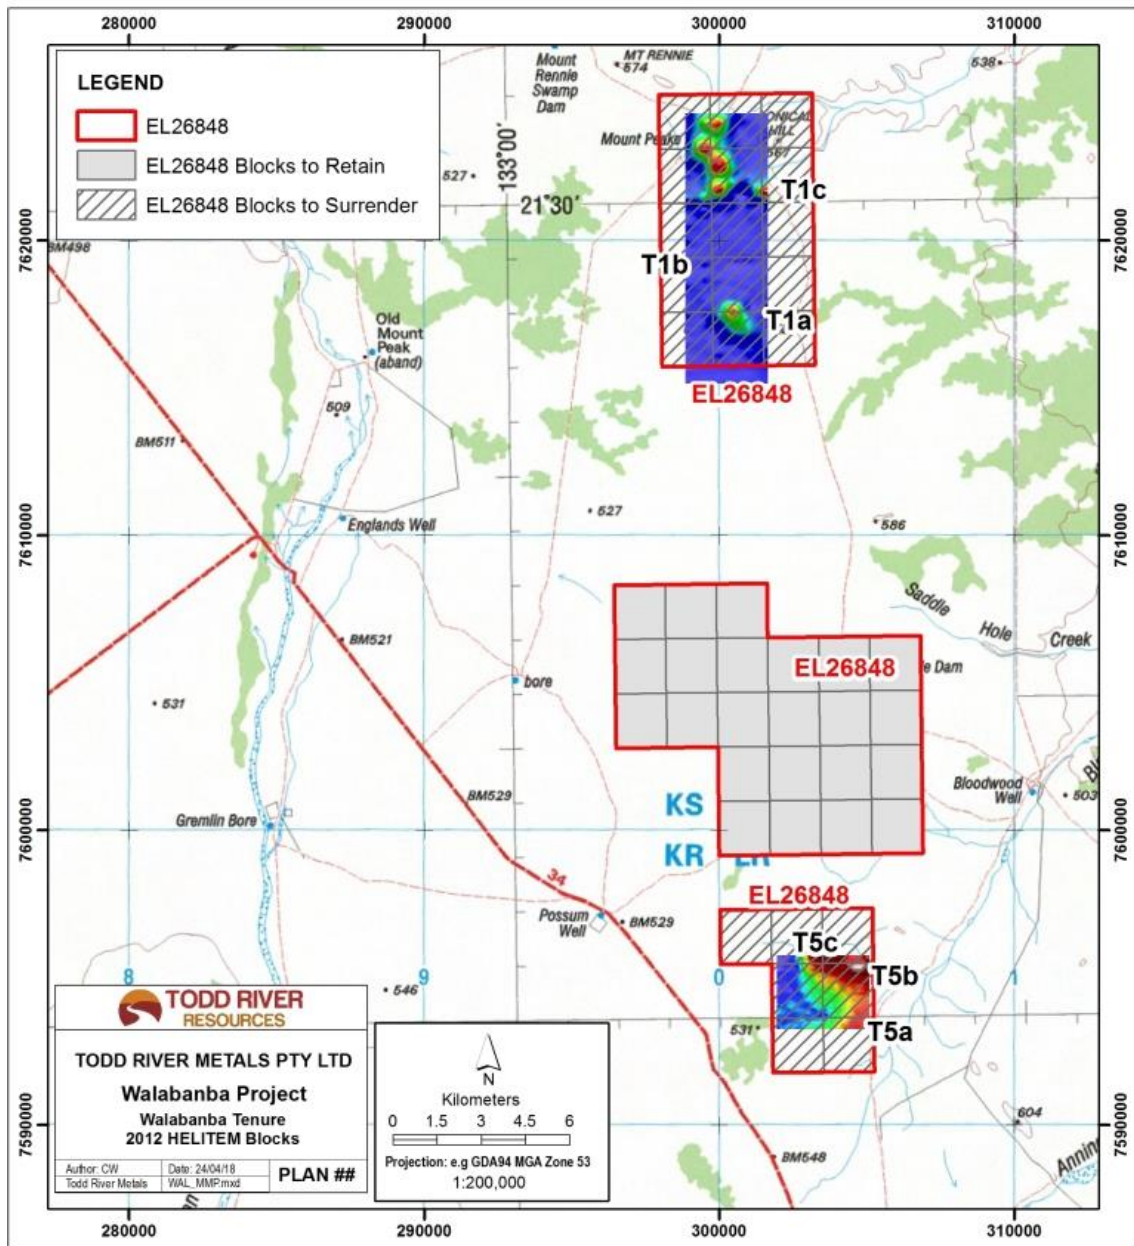 280000
290000
300000
310000
LEGEND
EL26848
EL26848 Blocks to Retain
EL26848 Blocks to Surrender
Mount
Rennie
Swamp
Dam
MT RENNIE
574
538
133°00'
527
21°30'
Mount Peake
ONICAL
HILL
567
T1c
7620000
7620000
BM498
T1b
T1a
Old
Mount
Peak
(aband)
EL26848
509
BM511
527
586
Englands Well
7610000
7610000
Saddle
Hole
Creek
BM521
EL26848
e Dam
bore
531
BM529
KS
Bloodwood
Well
503
7600000
7600000
Gremlin Bore
KR
LR
34
EL26848
Possum
Well
BM529
T5c
8
9
0
1
T5b
546
531
T5a
TODD RIVER
RESOURCES
TODD RIVER METALS PTY LTD
Walabanba Project
Walabanba Tenure
2012 HELITEM Blocks
Author: CW
Date: 24/04/18
Todd River Metals
WAL_MMP.mxd
PLAN ##
N
Kilometers
0 1.5 3 4.5 6
Projection: e.g GDA94 MGA Zone 53
1:200,000
604
7590000
7590000
BM548
Anning
280000
290000
300000
310000